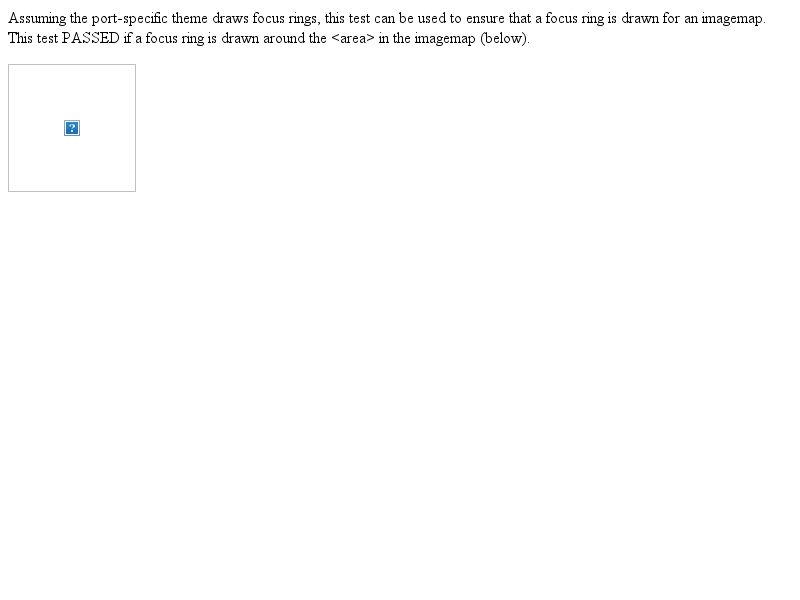 Assuming the port-specific theme draws focus rings, this test can be used to ensure that a focus ring is drawn for an imagemap.
This test PASSED if a focus ring is drawn around the <area> in the imagemap (below).
?